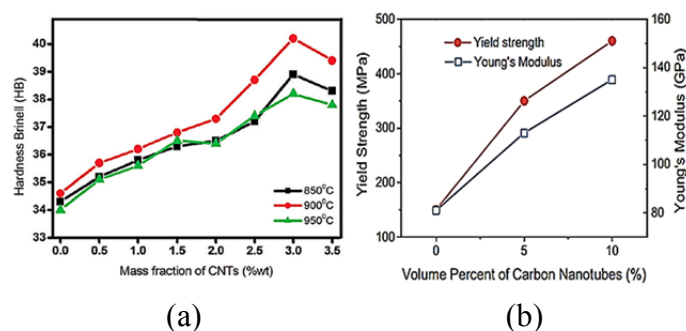 (a)
Hardness Brinell (HB)
40
39
38
37
36
35
34
33
850°C
900°C
950°C
0.0 0.5 1.0 1.5 2.0 2.5 3.0 3.5
Mass fraction of CNTs (%wt)
(a)
(b)
Yield Strength (MPa)
500
400
300
200
100
Yield strength
Young's Modulus
160
140
120
100
80
Young's Modulus (GPa)
0 5 10
Volume Percent of Carbon Nanotubes (%)
(b)